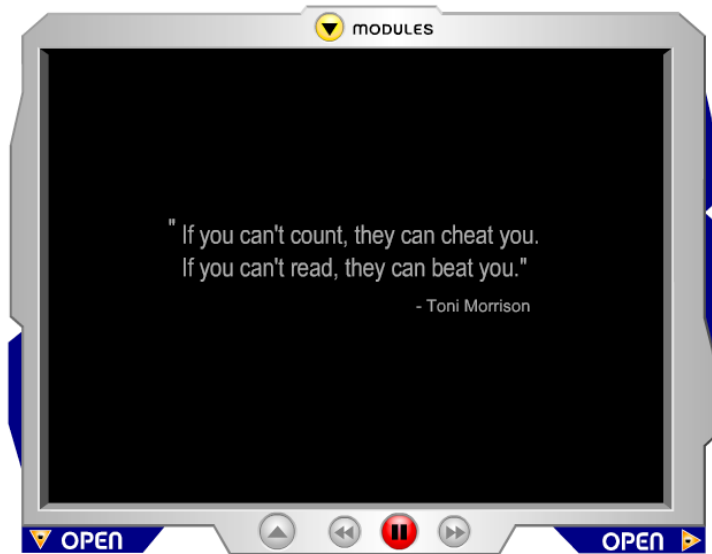 MODULES
" If you can't count, they can cheat you.
If you can't read, they can beat you."
- Toni Morrison
OPEN
OPEN